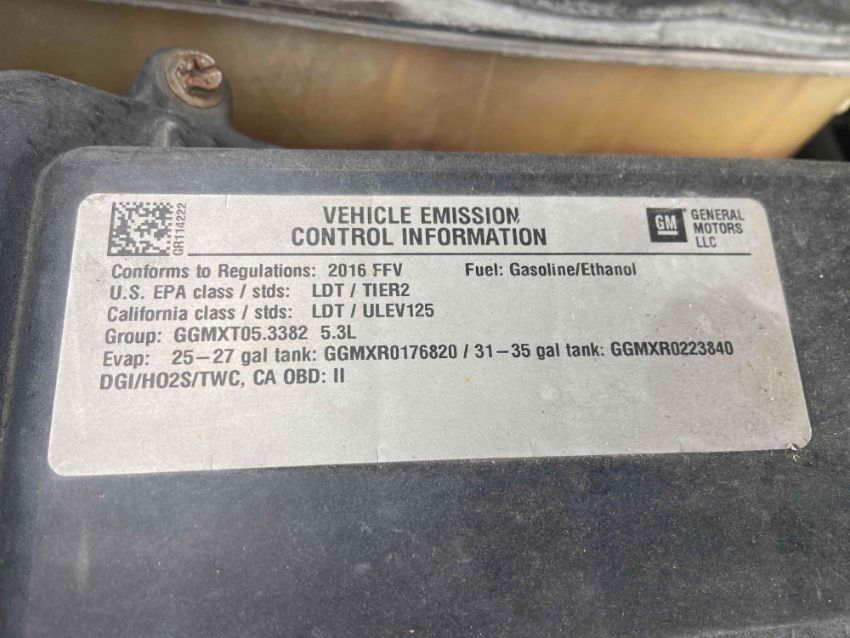 GR114222
VEHICLE EMISSION
CONTROL INFORMATION
GM
GENERAL
MOTORS
LLC
Conforms to Regulations: 2016 FFV Fuel: Gasoline/Ethanol
U.S. EPA class / stds: LDT / TIER2
California class / stds: LDT / ULEV125
Group: GGMXT05.3382 5.3L
Evap: 25-27 gal tank: GGMXR0176820 / 31-35 gal tank: GGMXR0223840
DGI/HO2S/TWC, CA OBD: II